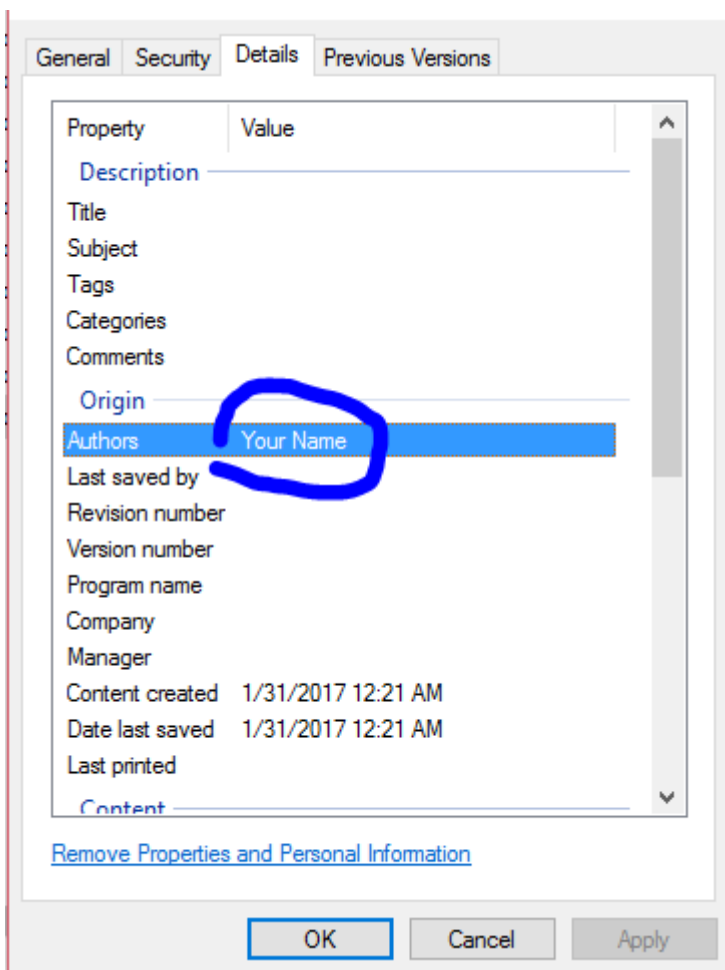 General Security Details Previous Versions
Property Value
Description
Title
Subject
Tags
Categories
Comments
Origin
Authors Your Name
Last saved by
Revision number
Version number
Program name
Company
Manager
Content created 1/31/2017 12:21 AM
Date last saved 1/31/2017 12:21 AM
Last printed
Content
Remove Properties and Personal Information
OK Cancel Apply